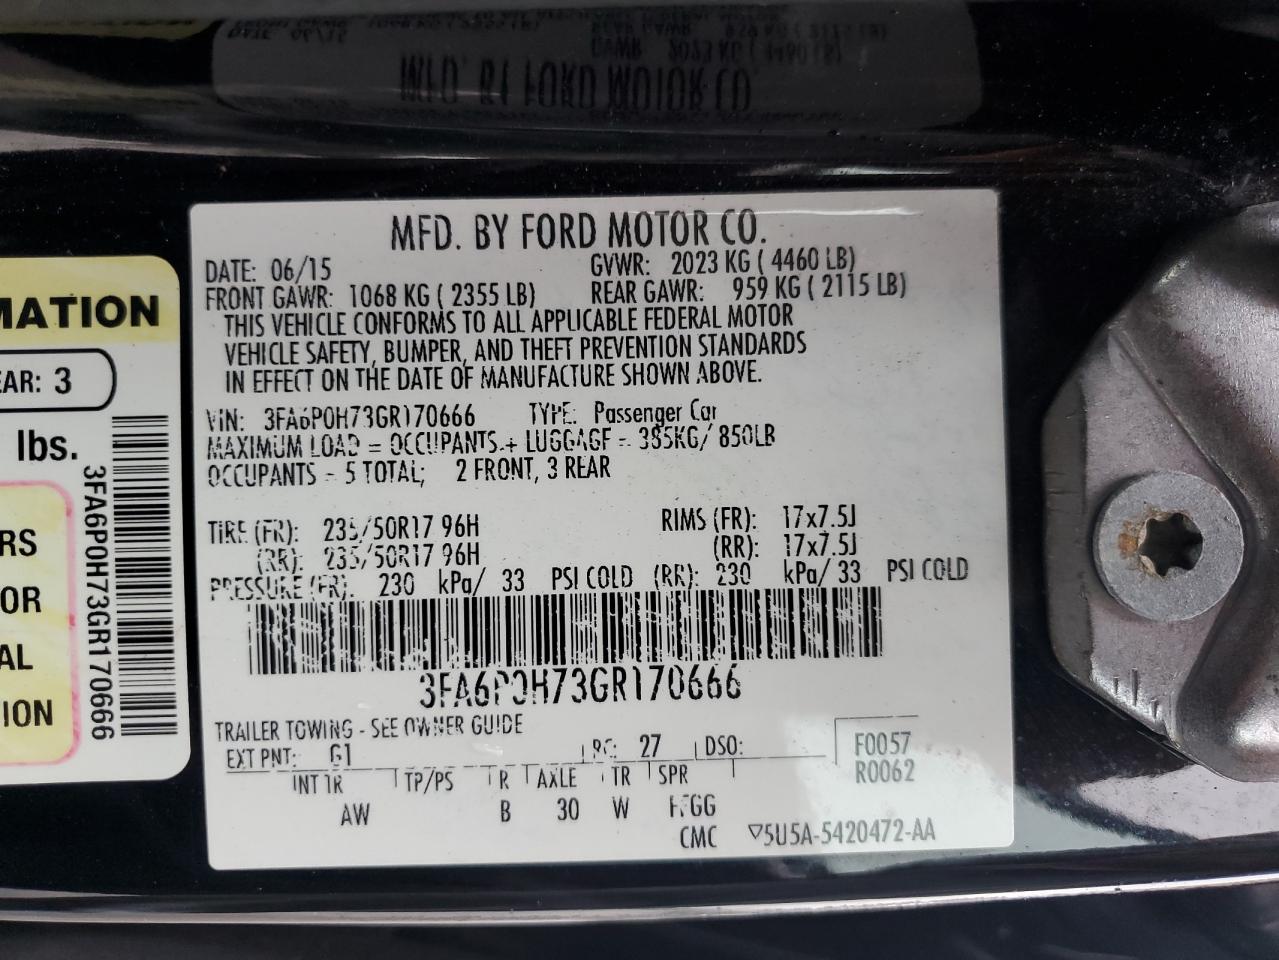 MFD. BY FORD MOTOR CO.
DATE: 06/15
GVWR: 2023 KG ( 4460 LB)
FRONT GAWR: 1068 KG ( 2355 LB)
REAR GAWR: 959 KG ( 2115 LB)
THIS VEHICLE CONFORMS TO ALL APPLICABLE FEDERAL MOTOR
VEHICLE SAFETY, BUMPER, AND THEFT PREVENTION STANDARDS
IN EFFECT ON THE DATE OF MANUFACTURE SHOWN ABOVE.
VIN: 3FA6P0H73GR170666 TYPE: Passenger Car
MAXIMUM LOAD = OCCUPANTS + LUGGAGE = 385KG/ 850LB
OCCUPANTS - 5 TOTAL; 2 FRONT, 3 REAR
TIRE (FR): 235/50R17 96H RIMS (FR): 17x7.5J
(RR): 235/50R17 96H (RR): 17x7.5J
PRESSURE (FR): 230 kPa/ 33 PSI COLD (RR): 230 kPa/ 33 PSI COLD
3FA6P0H73GR170666
TRAILER TOWING - SEE OWNER GUIDE
EXT PNT: G1 RC: 27 DSO: F0057
R0062
INT TR TP/PS R AXLE TR SPR
AW B 30 W
CMC ▽5U5A-5420472-AA
MATION
EAR: 3
lbs.
3FA6P0H73GR170666
RS
OR
AL
ION